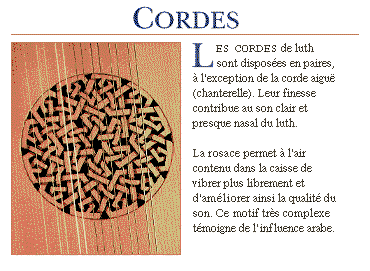 CORDES
LES CORDES de luth
sont disposées en paires,
à l'exception de la corde aiguë
(chanterelle). Leur finesse
contribue au son clair et
presque nasal du luth.
La rosace permet à l'air
contenu dans la caisse de
vibrer plus librement et
d'améliorer ainsi la qualité du
son. Ce motif très complexe
témoigne de l'influence arabe.